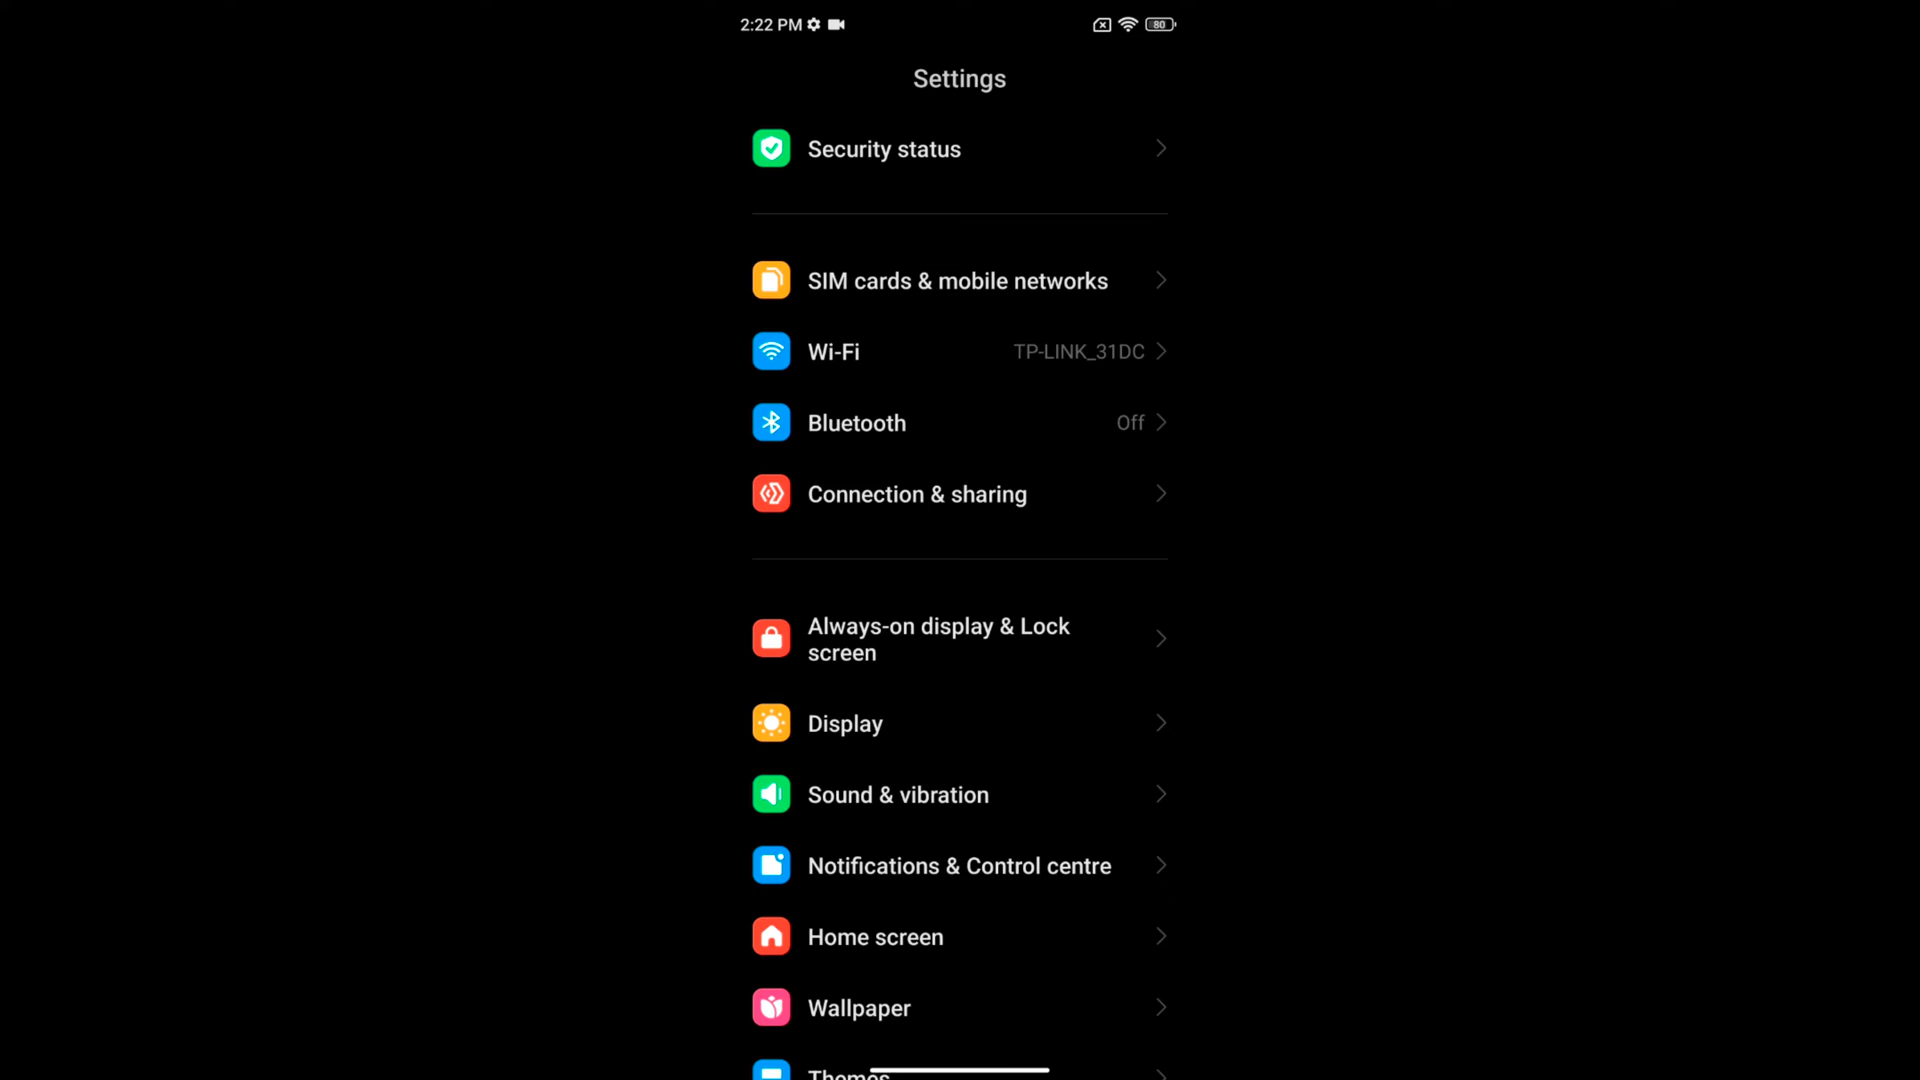 2:22 PM
80
Settings
Security status
SIM cards & mobile networks
Wi-Fi TP-LINK_31DC
Bluetooth Off
Connection & sharing
Always-on display & Lock
screen
Display
Sound & vibration
Notifications & Control centre
Home screen
Wallpaper
Themes